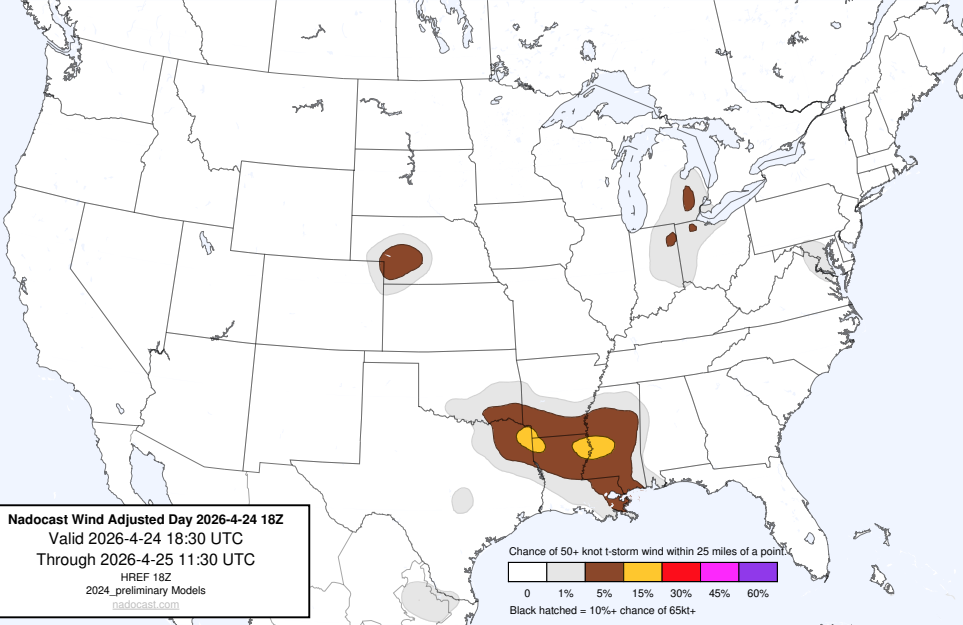 Nadocast Wind Adjusted Day 2026-4-24 18Z
Valid 2026-4-24 18:30 UTC
Through 2026-4-25 11:30 UTC
HREF 18Z
2024_preliminary Models
nadocast.com
Chance of 50+ knot t-storm wind within 25 miles of a point.
0 1% 5% 15% 30% 45% 60%
Black hatched = 10%+ chance of 65kt+